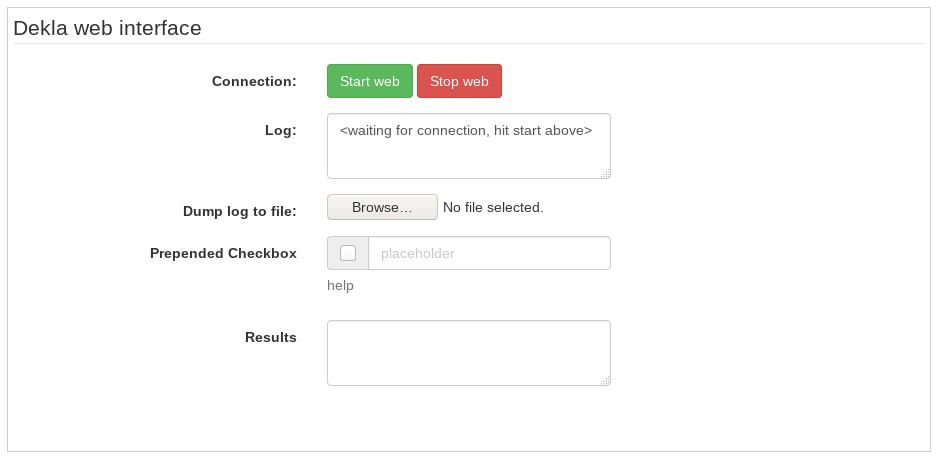 Dekla web interface
Connection: Start web Stop web
Log: <waiting for connection, hit start above>
Dump log to file: Browse… No file selected.
Prepended Checkbox placeholder
help
Results